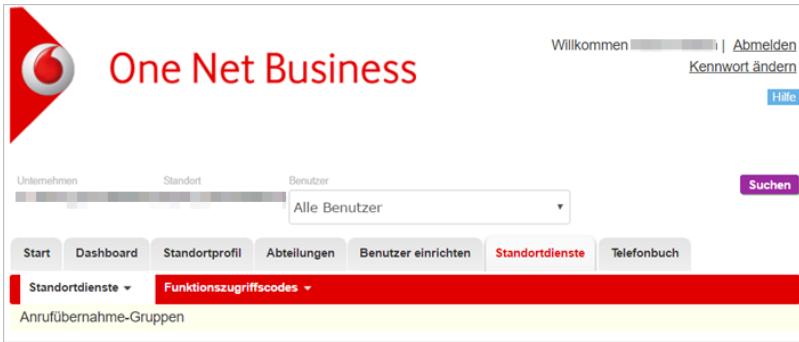 Willkommen | Abmelden
One Net Business
Kennwort ändern
Hilfe
Unternehmen Standort Benutzer
Alle Benutzer
Suchen
Start Dashboard Standortprofil Abteilungen Benutzer einrichten Standortdienste Telefonbuch
Standortdienste Funktionszugriffscodes
Anrufübernahme-Gruppen